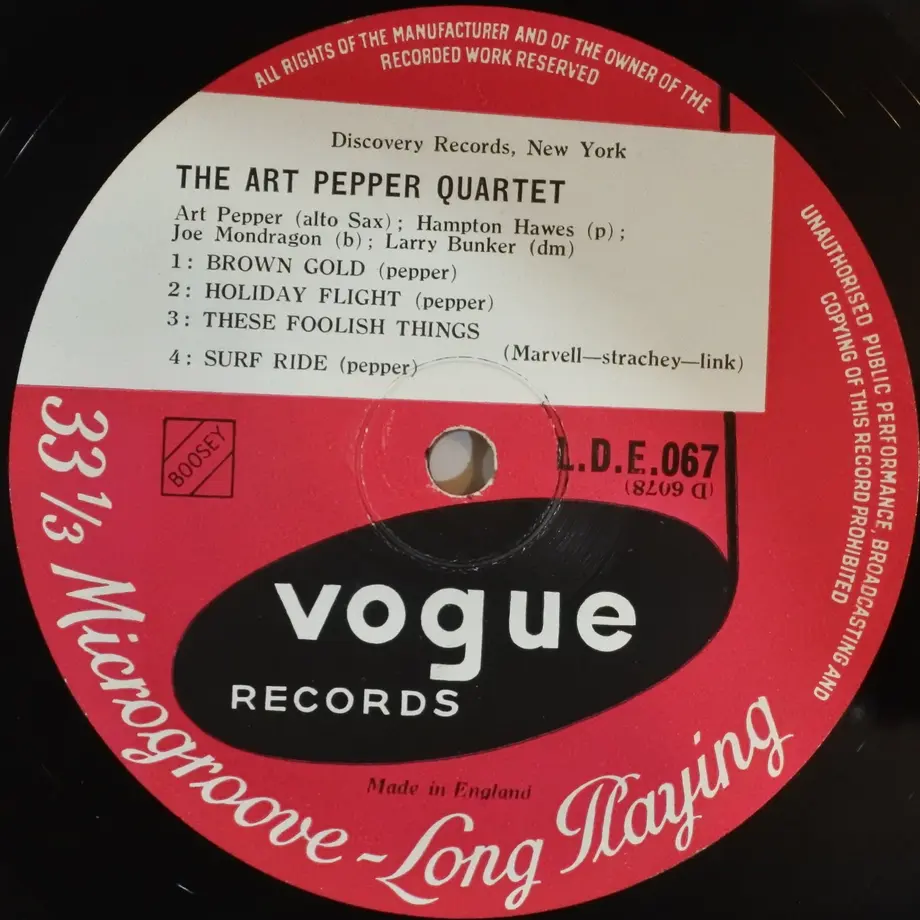 ALL RIGHTS OF THE MANUFACTURER AND OF THE OWNER OF THE
RECORDED WORK RESERVED
Discovery Records, New York
THE ART PEPPER QUARTET
Art Pepper (alto Sax) ; Hampton Hawes (p) ;
Joe Mondragon (b) ; Larry Bunker (dm)
1 : BROWN GOLD (pepper)
2 : HOLIDAY FLIGHT (pepper)
3 : THESE FOOLISH THINGS
(Marvell—strachey—link)
4 : SURF RIDE (pepper)
UNAUTHORISED PUBLIC PERFORMANCE, BROADCASTING AND
COPYING OF THIS RECORD PROHIBITED
BOOSEY
L.D.E.067
(D 6078)
vogue
RECORDS
Made in England
33 1/3 Microgroove - Long Playing